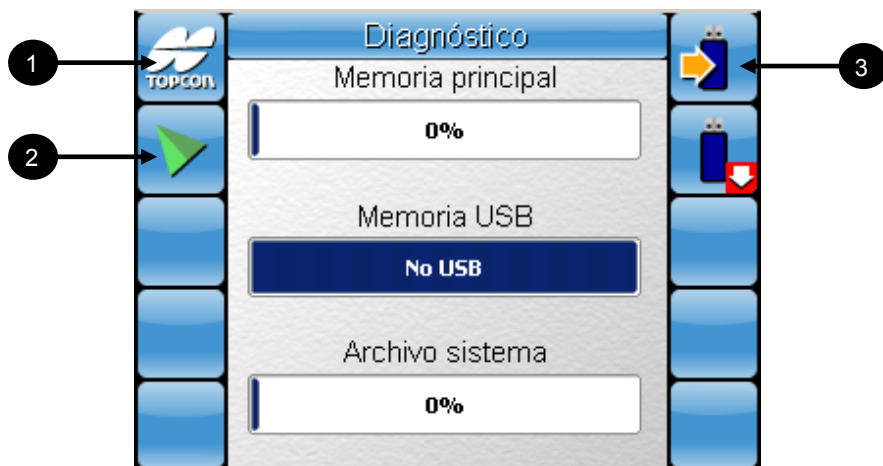 Diagnóstico
1
TOPCON
Memoria principal
3
0%
2
Memoria USB
No USB
Archivo sistema
0%